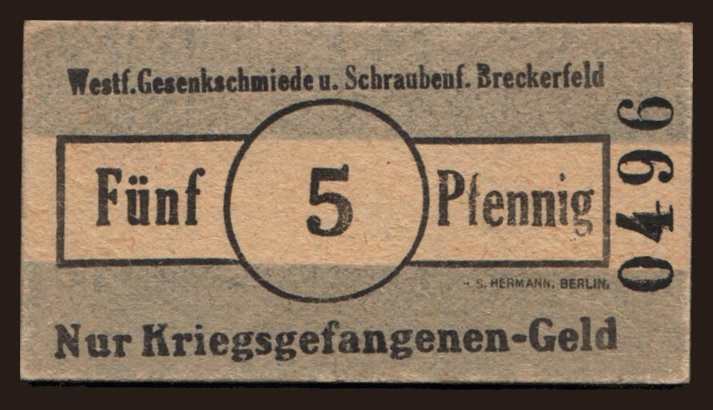 Westf. Gesenkschmiede u. Schraubenf. Breckerfeld
Fünf 5 Pfennig
S. HERMANN, BERLIN.
Nur Kriegsgefangenen-Geld
0496